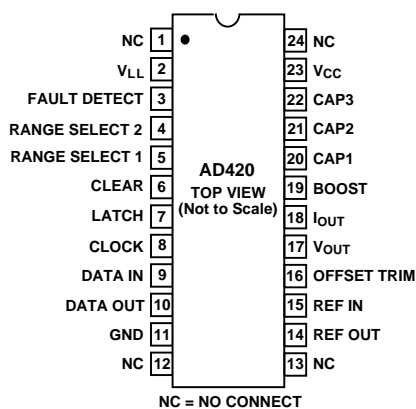 NC 1 24 NC
VLL 2 23 VCC
FAULT DETECT 3 22 CAP3
RANGE SELECT 2 4 21 CAP2
RANGE SELECT 1 5 20 CAP1
AD420
CLEAR 6 19 BOOST
TOP VIEW
(Not to Scale)
LATCH 7 18 IOUT
CLOCK 8 17 VOUT
DATA IN 9 16 OFFSET TRIM
DATA OUT 10 15 REF IN
GND 11 14 REF OUT
NC 12 13 NC
NC = NO CONNECT